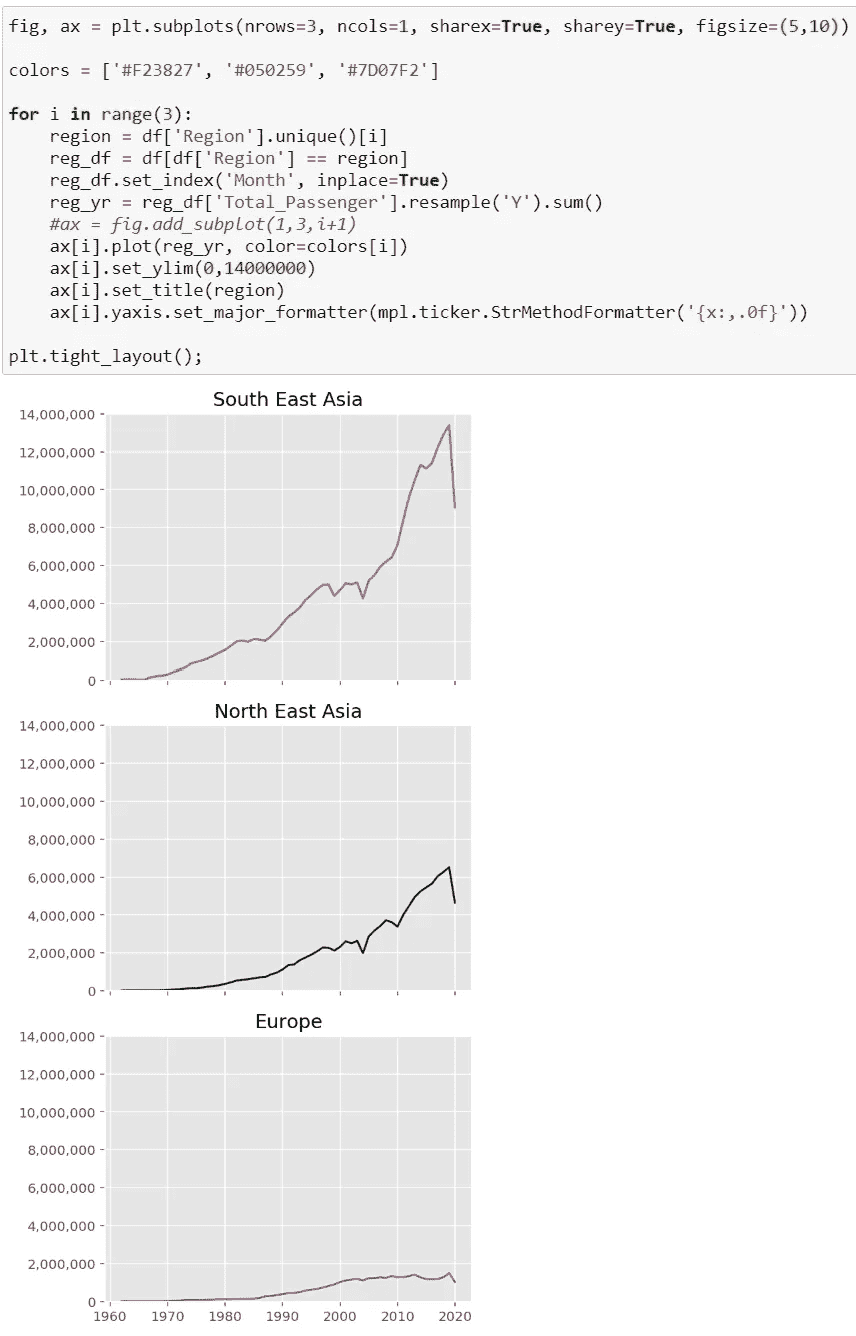 fig, ax = plt.subplots(nrows=3, ncols=1, sharex=True, sharey=True, figsize=(5,10))
colors = ['#F23827', '#050259', '#7D07F2']
for i in range(3):
    region = df['Region'].unique()[i]
    reg_df = df[df['Region'] == region]
    reg_df.set_index('Month', inplace=True)
    reg_yr = reg_df['Total_Passenger'].resample('Y').sum()
    #ax = fig.add_subplot(1,3,i+1)
    ax[i].plot(reg_yr, color=colors[i])
    ax[i].set_ylim(0,14000000)
    ax[i].set_title(region)
    ax[i].yaxis.set_major_formatter(mpl.ticker.StrMethodFormatter('{x:,.0f}'))
plt.tight_layout();
South East Asia
14,000,000
12,000,000
10,000,000
8,000,000
6,000,000
4,000,000
2,000,000
0
North East Asia
14,000,000
12,000,000
10,000,000
8,000,000
6,000,000
4,000,000
2,000,000
0
Europe
14,000,000
12,000,000
10,000,000
8,000,000
6,000,000
4,000,000
2,000,000
0
1960 1970 1980 1990 2000 2010 2020